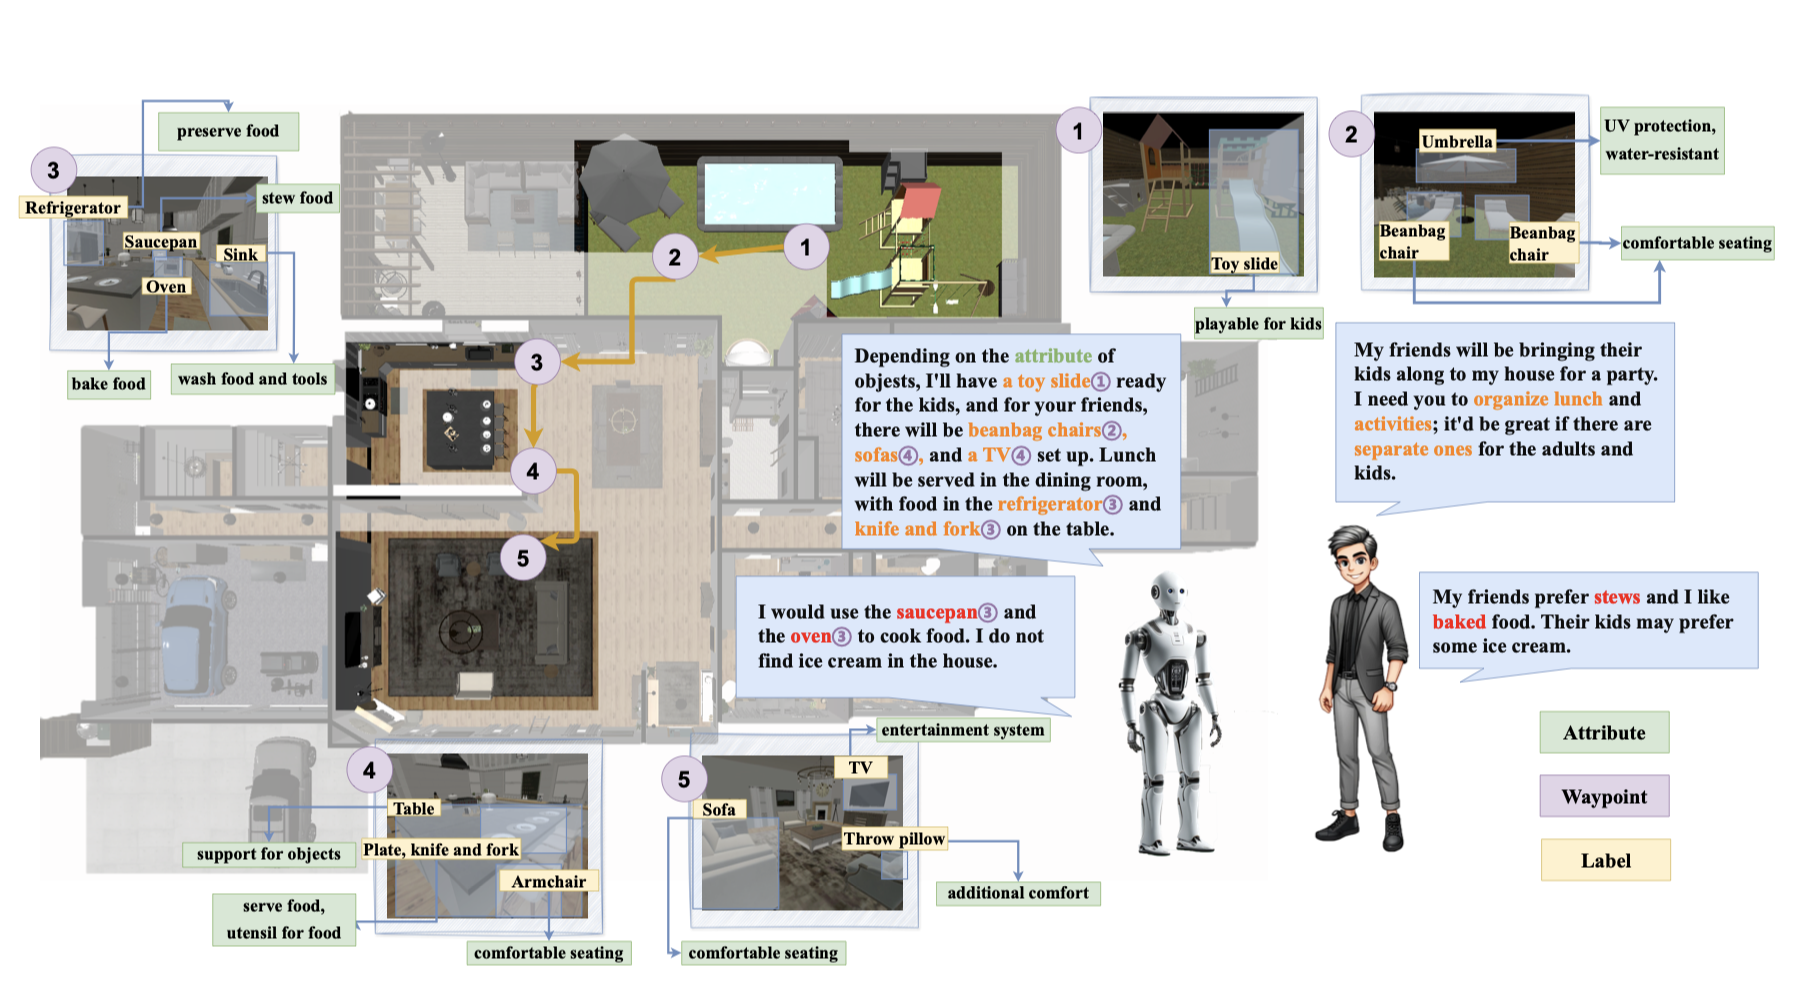 preserve food
3
Refrigerator
stew food
Saucepan
Sink
Oven
bake food
wash food and tools
1
Toy slide
playable for kids
2
Umbrella
UV protection,
water-resistant
Beanbag
chair
Beanbag
chair
comfortable seating
1
2
3
4
5
Depending on the attribute of
objests, I'll have a toy slide① ready
for the kids, and for your friends,
there will be beanbag chairs②,
sofas④, and a TV④ set up. Lunch
will be served in the dining room,
with food in the refrigerator③ and
knife and fork③ on the table.
My friends will be bringing their
kids along to my house for a party.
I need you to organize lunch and
activities; it'd be great if there are
separate ones for the adults and
kids.
I would use the saucepan③ and
the oven③ to cook food. I do not
find ice cream in the house.
My friends prefer stews and I like
baked food. Their kids may prefer
some ice cream.
4
Table
support for objects
Plate, knife and fork
Armchair
serve food,
utensil for food
comfortable seating
5
entertainment system
TV
Sofa
Throw pillow
additional comfort
comfortable seating
Attribute
Waypoint
Label